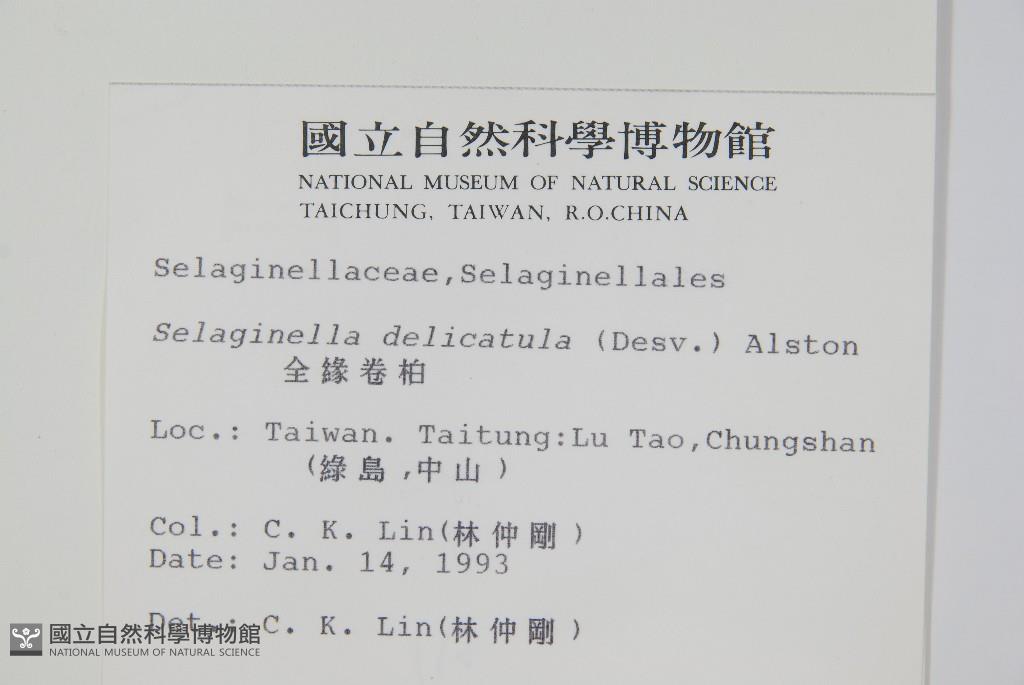 國立自然科學博物館
NATIONAL MUSEUM OF NATURAL SCIENCE
TAICHUNG, TAIWAN, R.O.CHINA
Selaginellaceae,Selaginellales
Selaginella delicatula (Desv.) Alston
全緣卷柏
Loc.: Taiwan. Taitung:Lu Tao,Chungshan
(綠島,中山)
Col.: C. K. Lin(林仲剛)
Date: Jan. 14, 1993
Det.: C. K. Lin(林仲剛)
國立自然科學博物館
NATIONAL MUSEUM OF NATURAL SCIENCE